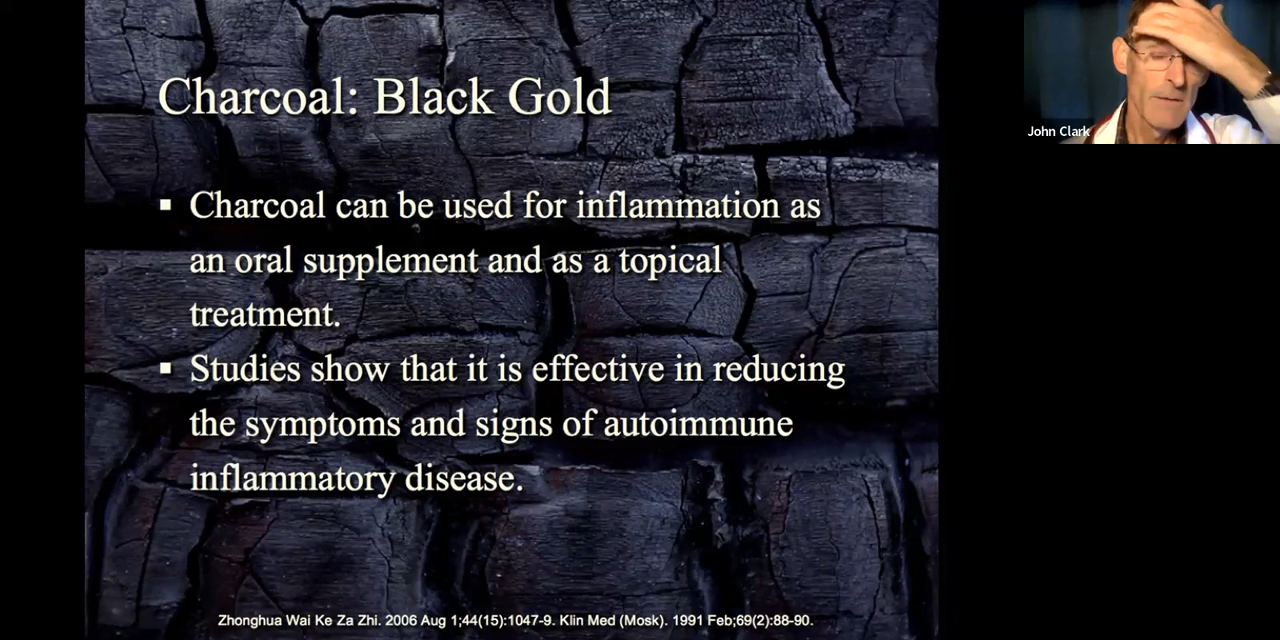 Charcoal: Black Gold
▪ Charcoal can be used for inflammation as
an oral supplement and as a topical
treatment.
▪ Studies show that it is effective in reducing
the symptoms and signs of autoimmune
inflammatory disease.
Zhonghua Wai Ke Za Zhi. 2006 Aug 1;44(15):1047-9. Klin Med (Mosk). 1991 Feb;69(2):88-90.
John Clark